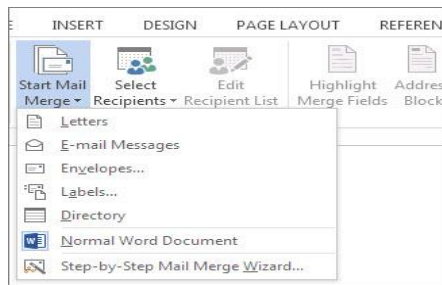 E INSERT DESIGN PAGE LAYOUT REFEREN
Start Mail Select Edit Highlight Addres
Merge Recipients Recipient List Merge Fields Block
Letters
E-mail Messages
Envelopes...
Labels...
Directory
Normal Word Document
Step-by-Step Mail Merge Wizard...